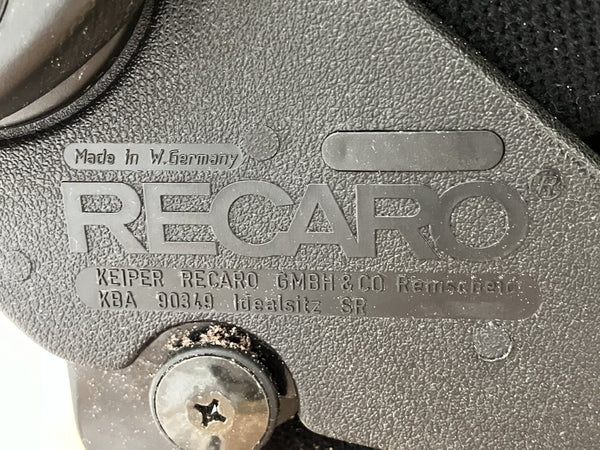 Made in W.Germany
RECARO®
KEIPER RECARO GMBH & CO Remscheid
KBA 90349 Idealsitz SR